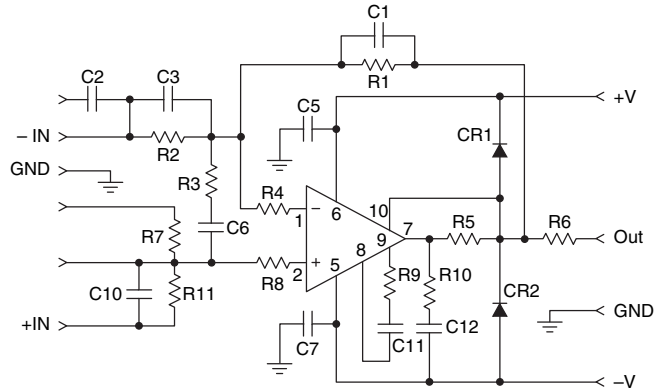 C1
R1
C2
C3
C5
+V
CR1
– IN
R2
GND
R3
R4
1
–
6
10
7
R5
R6
Out
C6
R7
9
8
R8
2
+
5
R9
R10
CR2
C10
R11
GND
+IN
C7
C11
C12
–V